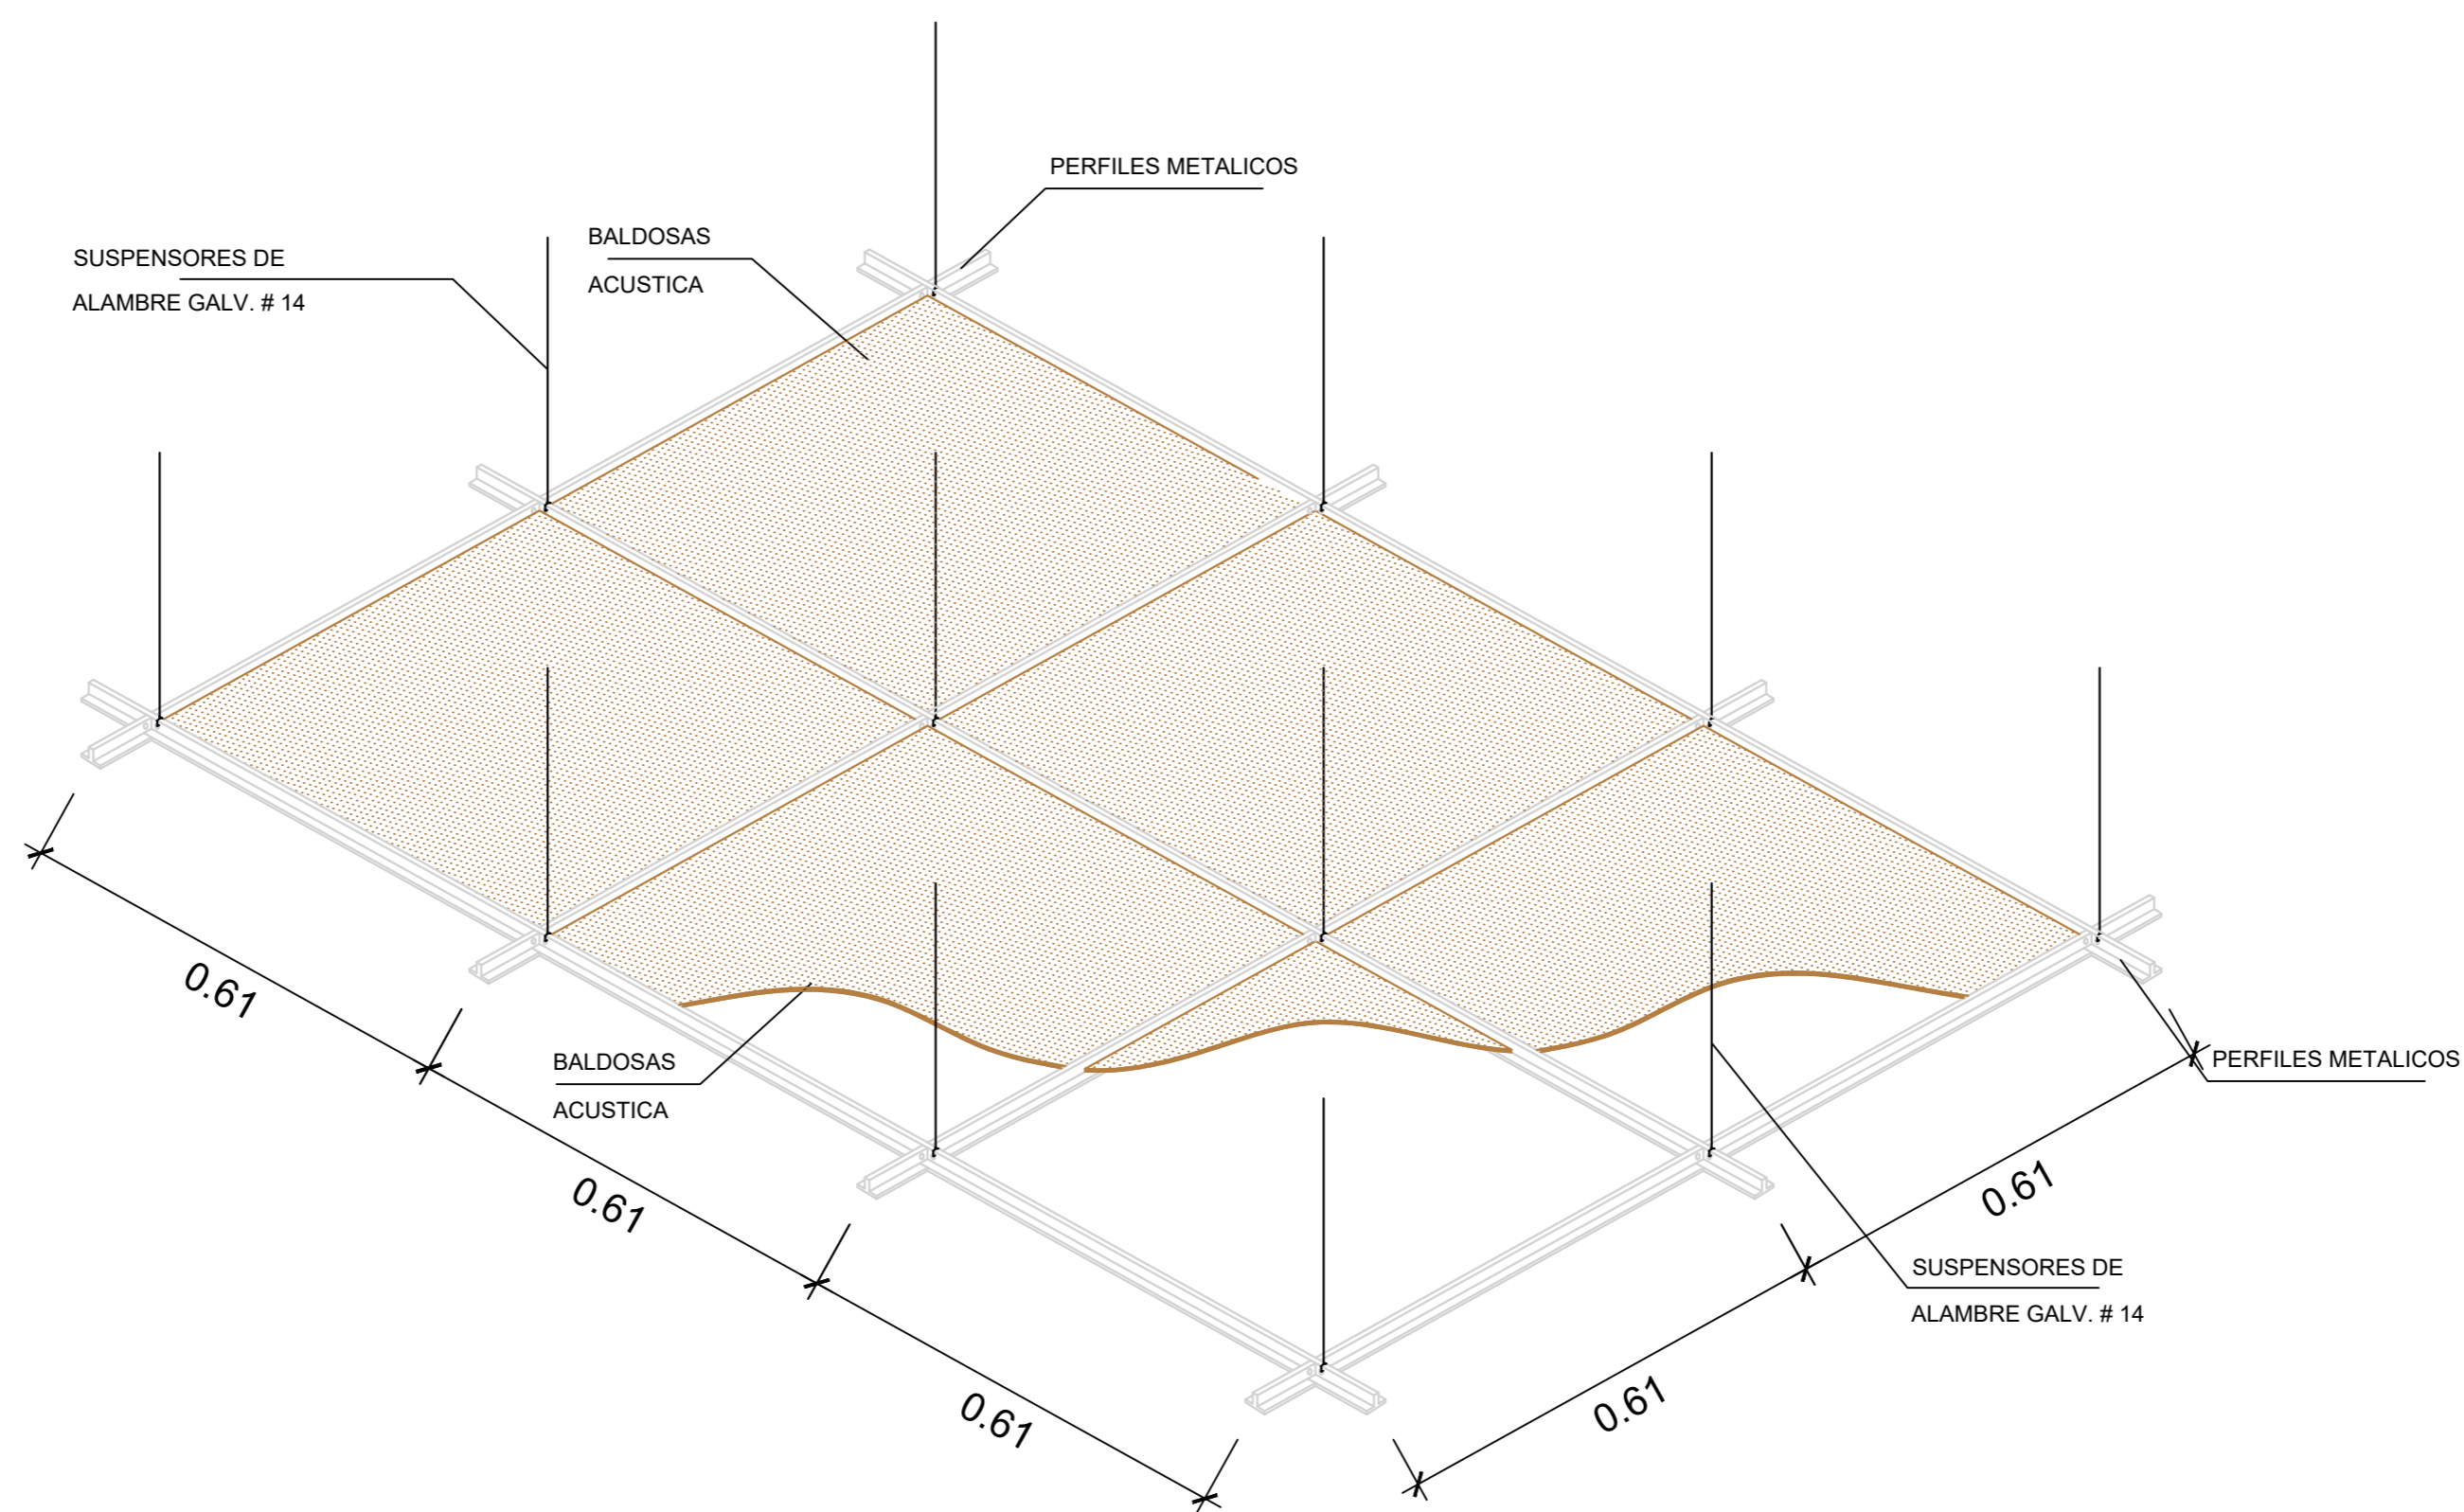 PERFILES METALICOS
BALDOSAS
ACUSTICA
SUSPENSORES DE
ALAMBRE GALV. # 14
0.61
0.61
0.61
BALDOSAS
ACUSTICA
PERFILES METALICOS
0.61
SUSPENSORES DE
ALAMBRE GALV. # 14
0.61